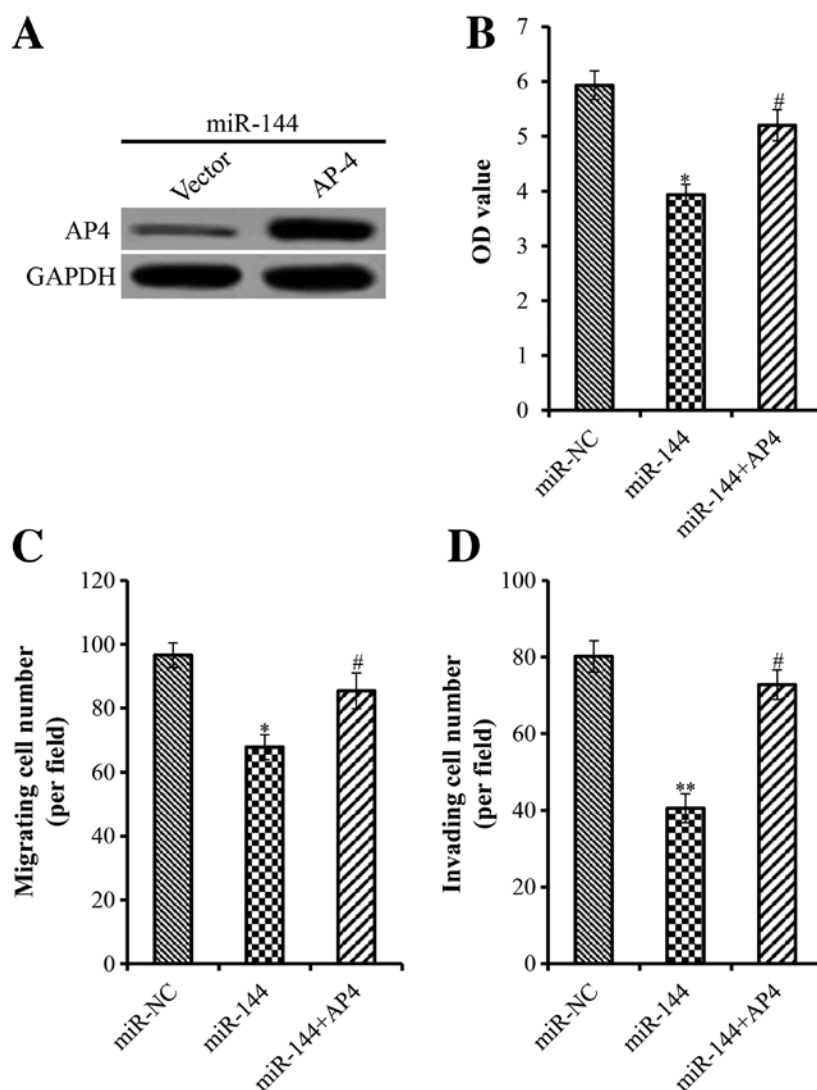 A
miR-144
Vector
AP-4
AP4
GAPDH
B
OD value
7
6
5
4
3
2
1
0
*
#
miR-NC
miR-144
miR-144+AP4
C
Migrating cell number
(per field)
120
100
80
60
40
20
0
*
#
miR-NC
miR-144
miR-144+AP4
D
Invading cell number
(per field)
100
80
60
40
20
0
**
#
miR-NC
miR-144
miR-144+AP4